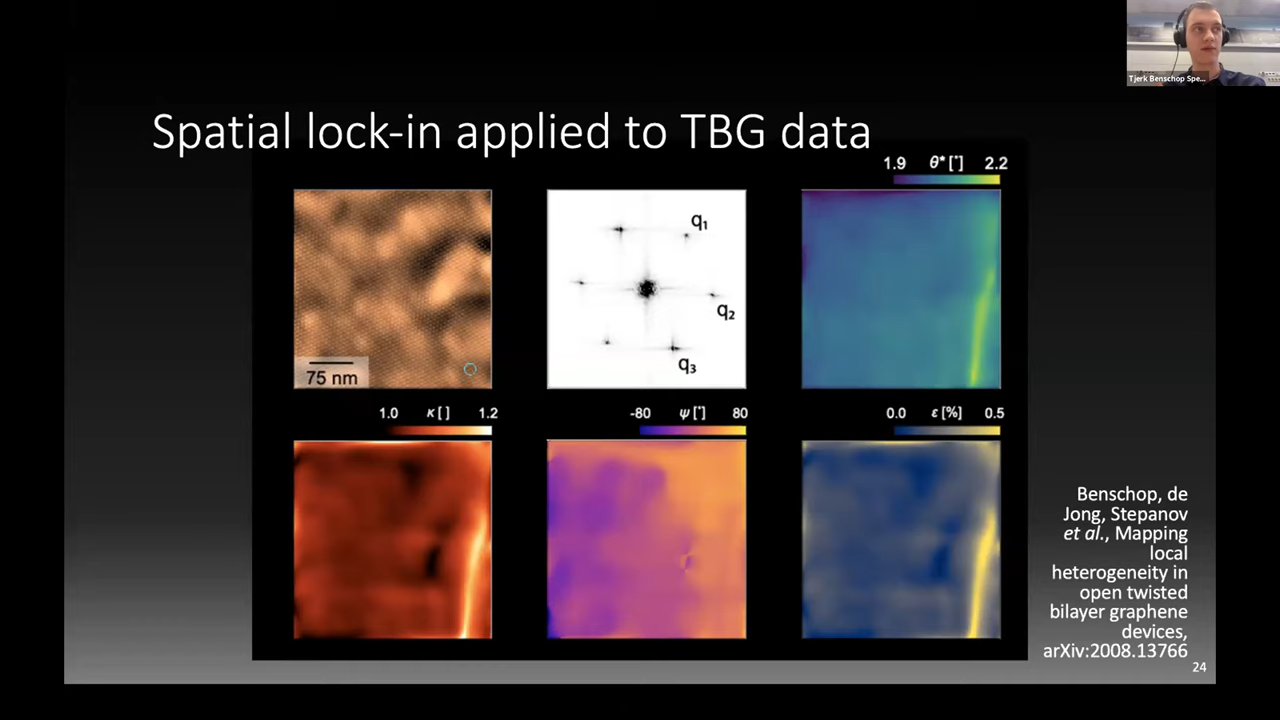 Tjerk Benschop Spe...
Spatial lock-in applied to TBG data
1.9 θ* [°] 2.2
75 nm
q₁
q₂
q₃
1.0 κ [ ] 1.2
-80 ψ [°] 80
0.0 ε [%] 0.5
Benschop, de
Jong, Stepanov
et al., Mapping
local
heterogeneity in
open twisted
bilayer graphene
devices,
arXiv:2008.13766
24